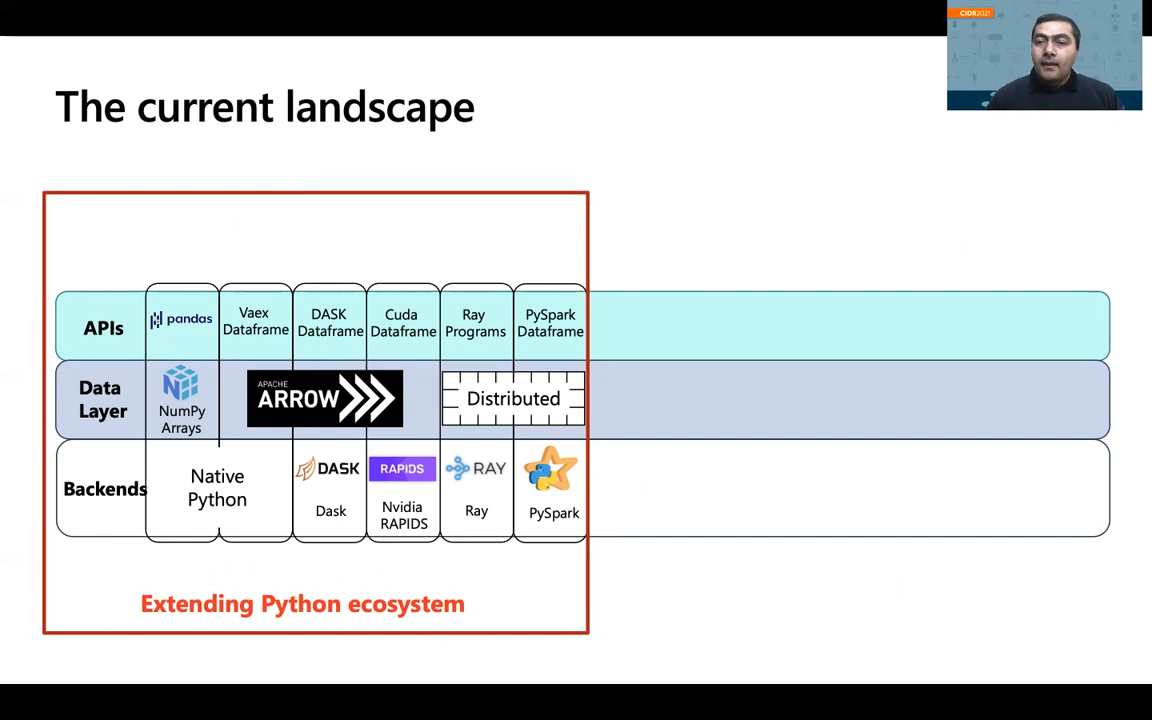 CIDR2021
The current landscape
APIs
pandas
Vaex
Dataframe
DASK
Dataframe
Cuda
Dataframe
Ray
Programs
PySpark
Dataframe
Data
Layer
NumPy
Arrays
APACHE
ARROW
Distributed
Backends
Native
Python
DASK
Dask
RAPIDS
Nvidia
RAPIDS
RAY
Ray
PySpark
Extending Python ecosystem